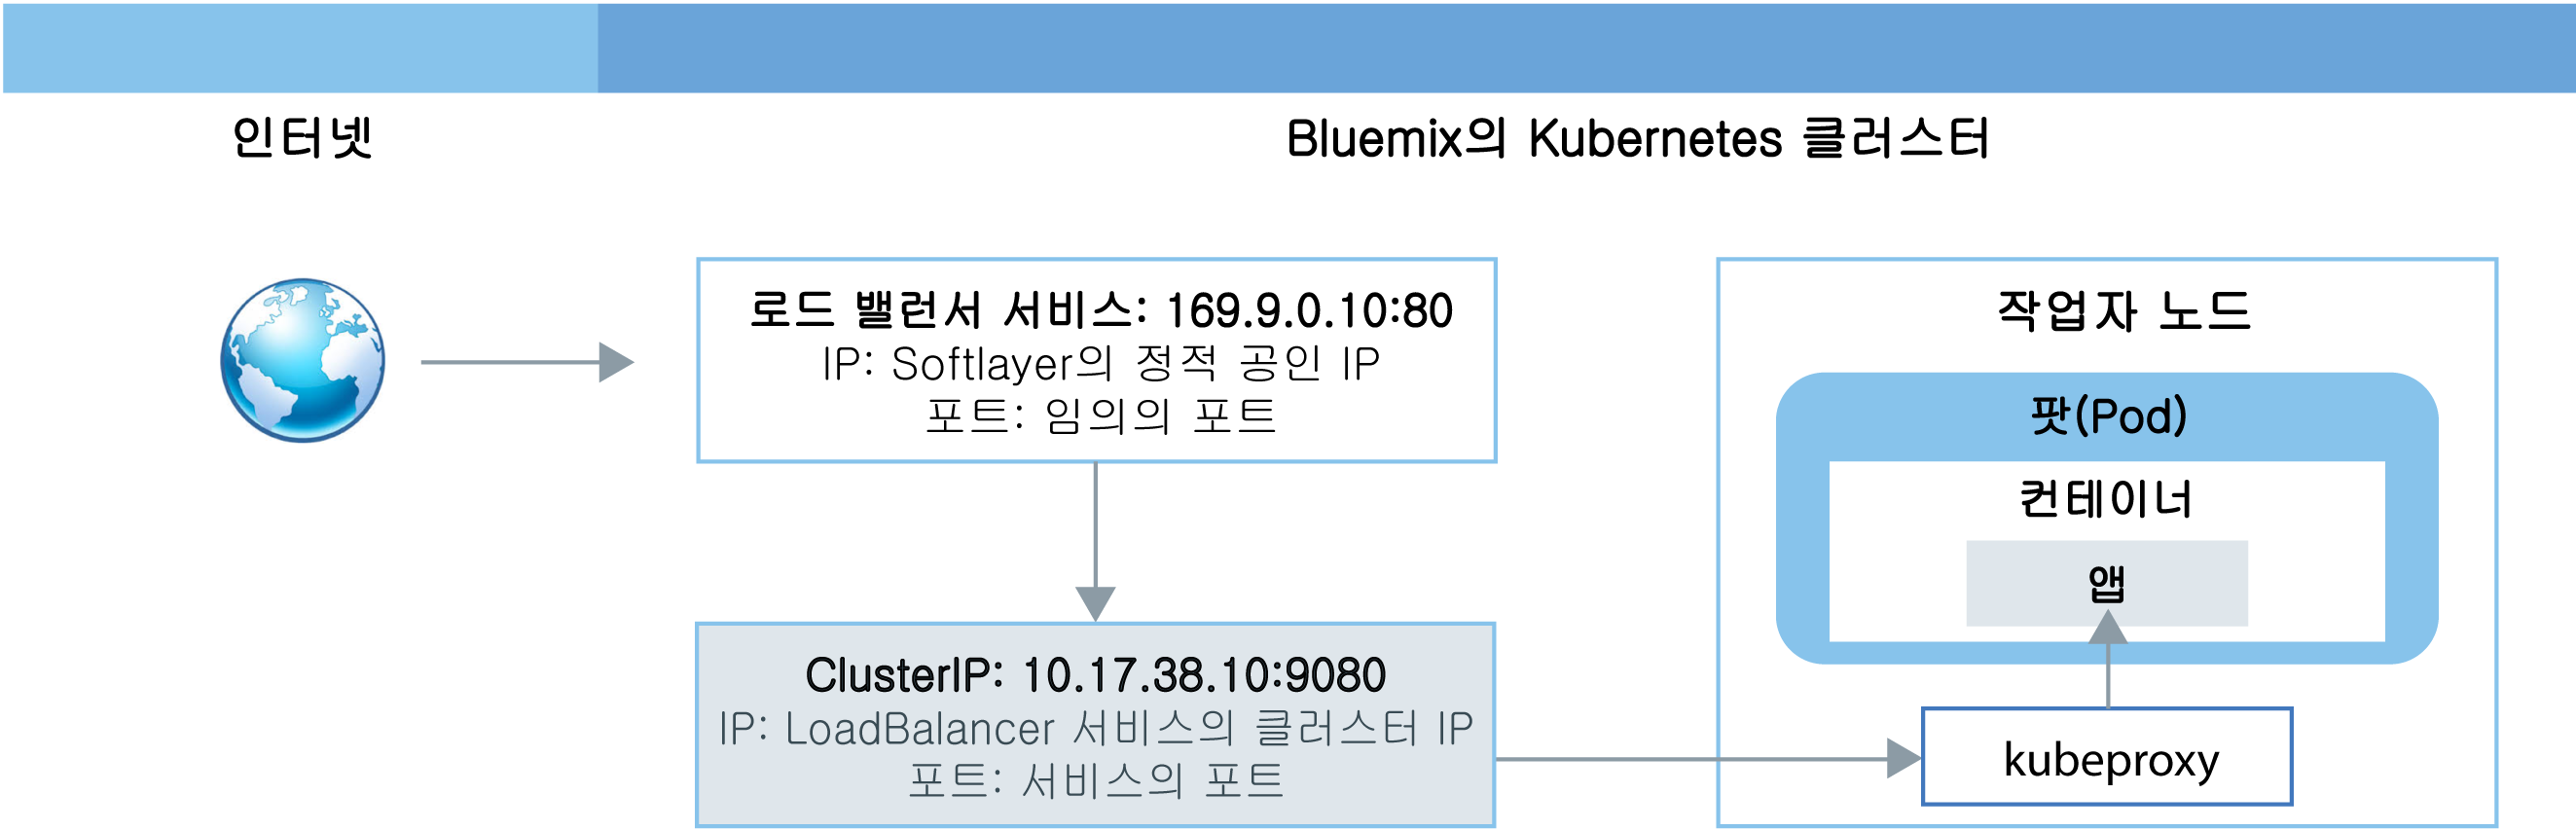 인터넷
Bluemix의 Kubernetes 클러스터
로드 밸런서 서비스: 169.9.0.10:80
IP: Softlayer의 정적 공인 IP
포트: 임의의 포트
ClusterIP: 10.17.38.10:9080
IP: LoadBalancer 서비스의 클러스터 IP
포트: 서비스의 포트
작업자 노드
팟(Pod)
컨테이너
앱
kubeproxy